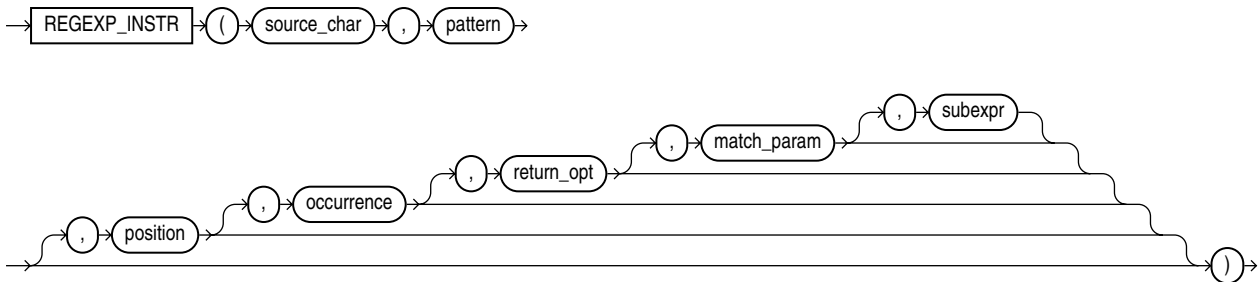 REGEXP_INSTR ( source_char , pattern
, subexpr
, match_param
, return_opt
, occurrence
, position
)